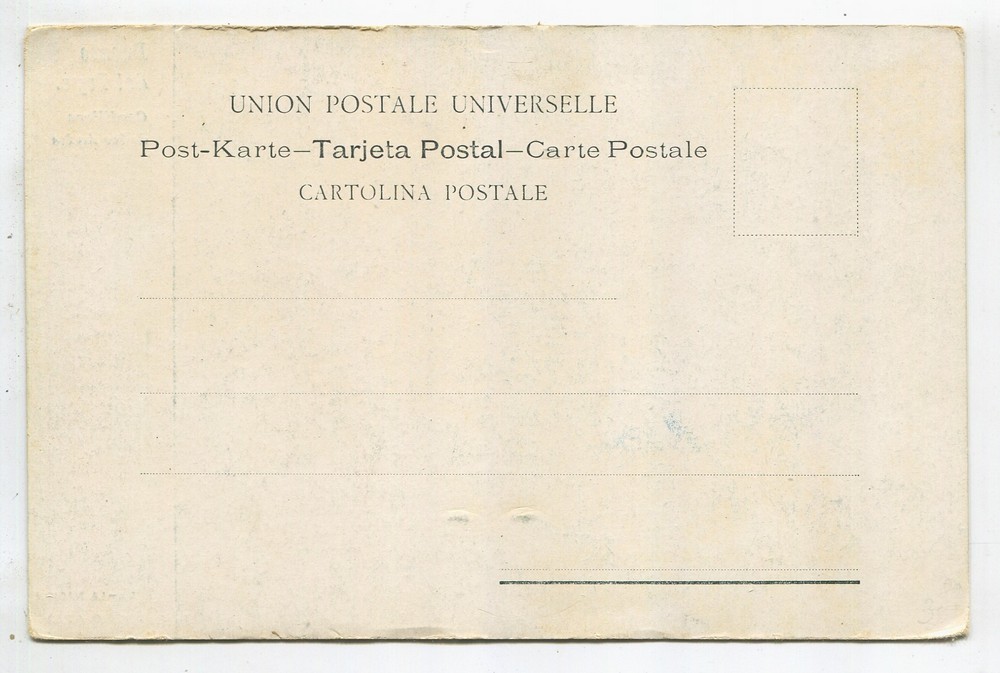 UNION POSTALE UNIVERSELLE
Post-Karte—Tarjeta Postal—Carte Postale
CARTOLINA POSTALE